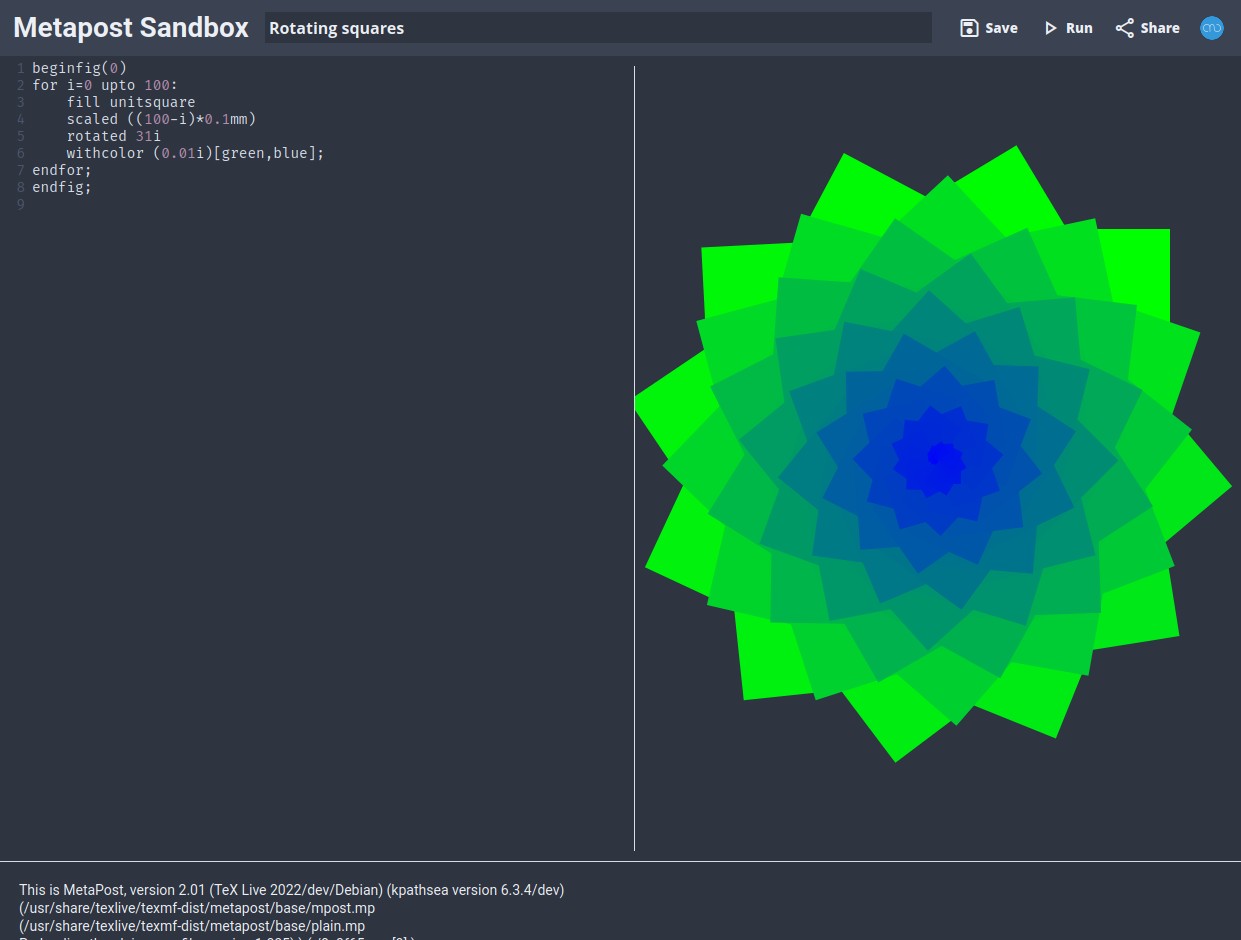 Metapost Sandbox
Rotating squares
Save
Run
Share
1 beginfig(0)
2 for i=0 upto 100:
3     fill unitsquare
4     scaled ((100-i)*0.1mm)
5     rotated 31i
6     withcolor (0.01i)[green,blue];
7 endfor;
8 endfig;
9
This is MetaPost, version 2.01 (TeX Live 2022/dev/Debian) (kpathsea version 6.3.4/dev)
(/usr/share/texlive/texmf-dist/metapost/base/mpost.mp
(/usr/share/texlive/texmf-dist/metapost/base/plain.mp